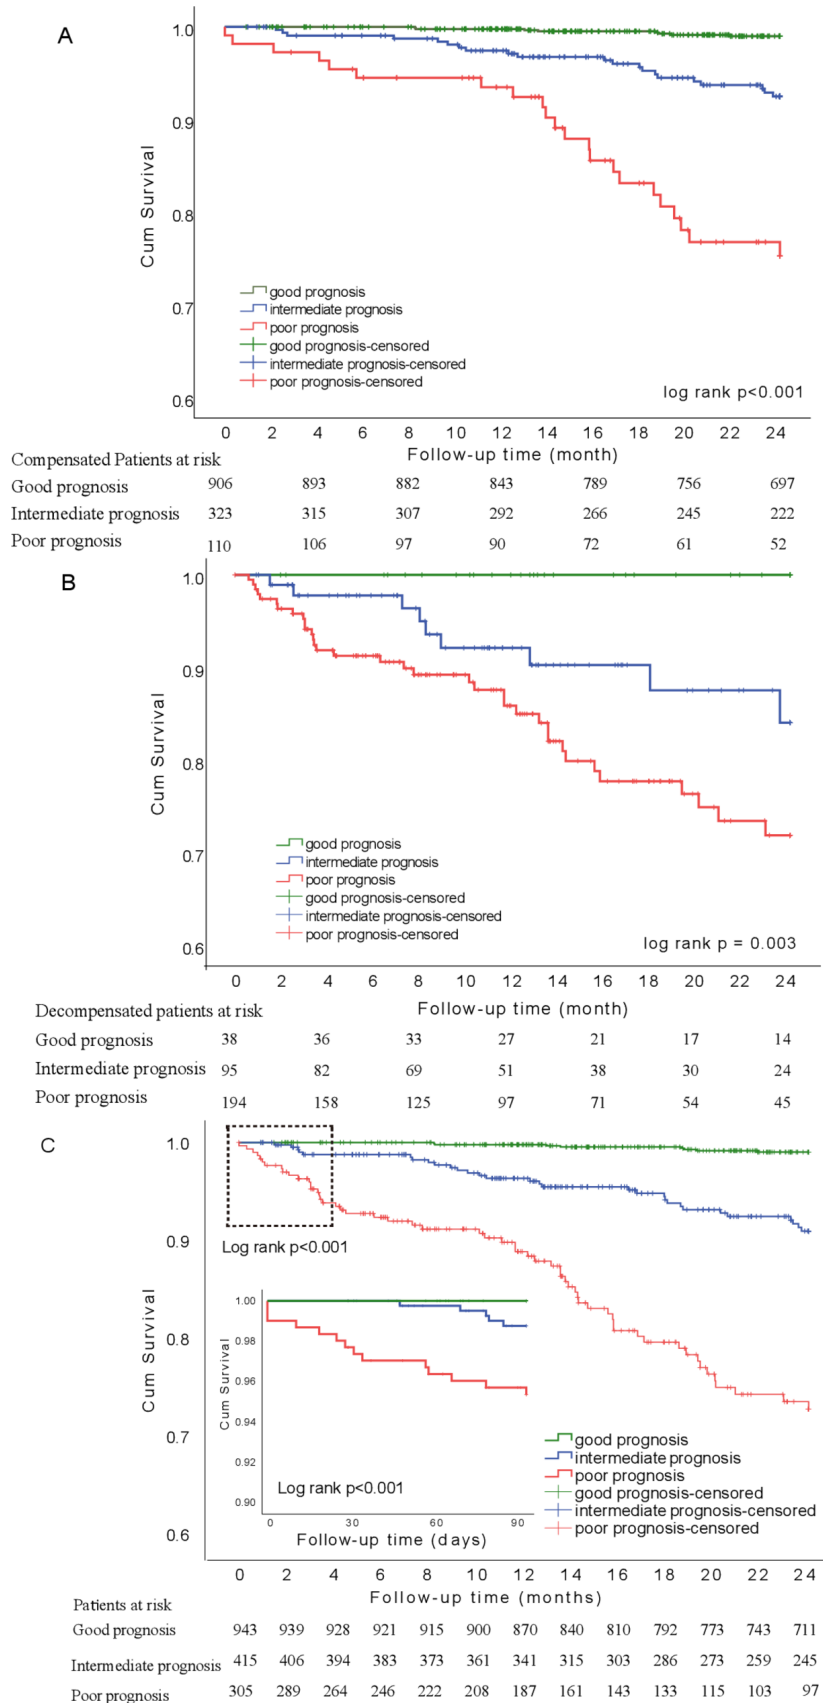 A
1.0
0.9
0.8
0.7
0.6
Cum Survival
good prognosis
intermediate prognosis
poor prognosis
good prognosis-censored
intermediate prognosis-censored
poor prognosis-censored
log rank p<0.001
0 2 4 6 8 10 12 14 16 18 20 22 24
Follow-up time (month)
Compensated Patients at risk
Good prognosis 906 893 882 843 789 756 697
Intermediate prognosis 323 315 307 292 266 245 222
Poor prognosis 110 106 97 90 72 61 52
B
1.0
0.9
0.8
0.7
0.6
Cum Survival
good prognosis
intermediate prognosis
poor prognosis
good prognosis-censored
intermediate prognosis-censored
poor prognosis-censored
log rank p = 0.003
0 2 4 6 8 10 12 14 16 18 20 22 24
Follow-up time (month)
Decompensated patients at risk
Good prognosis 38 36 33 27 21 17 14
Intermediate prognosis 95 82 69 51 38 30 24
Poor prognosis 194 158 125 97 71 54 45
C
1.0
0.9
0.8
0.7
0.6
Cum Survival
Log rank p<0.001
1.00
0.98
0.96
0.94
0.92
0.90
Cum Survival
Log rank p<0.001
0 30 60 90
Follow-up time (days)
good prognosis
intermediate prognosis
poor prognosis
good prognosis-censored
intermediate prognosis-censored
poor prognosis-censored
0 2 4 6 8 10 12 14 16 18 20 22 24
Follow-up time (months)
Patients at risk
Good prognosis 943 939 928 921 915 900 870 840 810 792 773 743 711
Intermediate prognosis 415 406 394 383 373 361 341 315 303 286 273 259 245
Poor prognosis 305 289 264 246 222 208 187 161 143 133 115 103 97